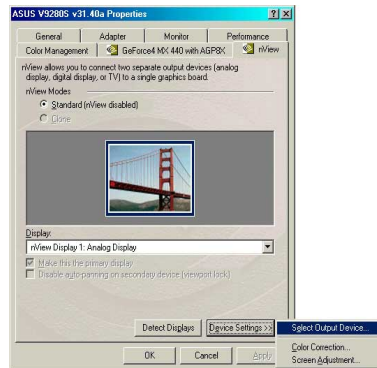 ASUS V9280S v31.40a Properties
General Adapter Monitor Performance
Color Management GeForce4 MX 440 with AGP8X nView
nView allows you to connect two separate output devices (analog
display, digital display, or TV) to a single graphics board.
nView Modes
Standard (nView disabled)
Clone
Display:
nView Display 1: Analog Display
Make this the primary display
Disable auto-panning on secondary device (viewport lock)
Detect Displays Device Settings >>
Select Output Device...
Color Correction...
Screen Adjustment...
OK Cancel Apply